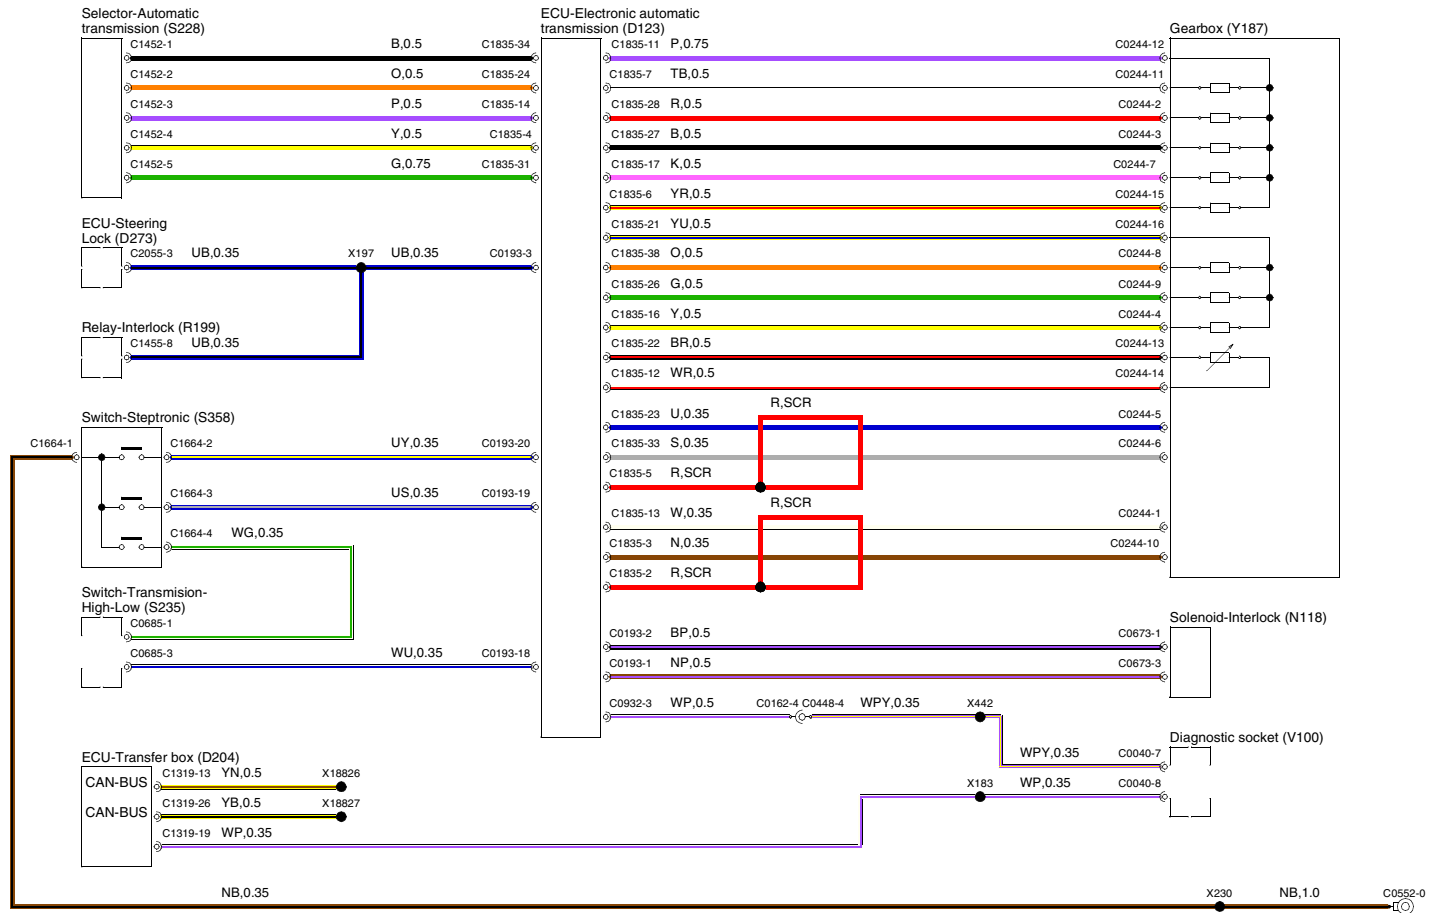 Selector-Automatic
transmission (S228)
C1452-1 B,0.5 C1835-34
C1452-2 O,0.5 C1835-24
C1452-3 P,0.5 C1835-14
C1452-4 Y,0.5 C1835-4
C1452-5 G,0.75 C1835-31
ECU-Steering
Lock (D273)
C2055-3 UB,0.35 X197 UB,0.35 C0193-3
Relay-Interlock (R199)
C1455-8 UB,0.35
Switch-Steptronic (S358)
C1664-1 C1664-2 UY,0.35 C0193-20
C1664-3 US,0.35 C0193-19
C1664-4 WG,0.35
Switch-Transmision-
High-Low (S235)
C0685-1
C0685-3 WU,0.35 C0193-18
ECU-Electronic automatic
transmission (D123)
Gearbox (Y187)
C1835-11 P,0.75 C0244-12
C1835-7 TB,0.5 C0244-11
C1835-28 R,0.5 C0244-2
C1835-27 B,0.5 C0244-3
C1835-17 K,0.5 C0244-7
C1835-6 YR,0.5 C0244-15
C1835-21 YU,0.5 C0244-16
C1835-38 O,0.5 C0244-8
C1835-26 G,0.5 C0244-9
C1835-16 Y,0.5 C0244-4
C1835-22 BR,0.5 C0244-13
C1835-12 WR,0.5 C0244-14
R,SCR
C1835-23 U,0.35 C0244-5
C1835-33 S,0.35 C0244-6
C1835-5 R,SCR
R,SCR
C1835-13 W,0.35 C0244-1
C1835-3 N,0.35 C0244-10
C1835-2 R,SCR
Solenoid-Interlock (N118)
C0193-2 BP,0.5 C0673-1
C0193-1 NP,0.5 C0673-3
C0932-3 WP,0.5 C0162-4 C0448-4 WPY,0.35 X442
Diagnostic socket (V100)
WPY,0.35 C0040-7
X183 WP,0.35 C0040-8
ECU-Transfer box (D204)
CAN-BUS C1319-13 YN,0.5 X18826
CAN-BUS C1319-26 YB,0.5 X18827
C1319-19 WP,0.35
NB,0.35 X230 NB,1.0 C0552-0